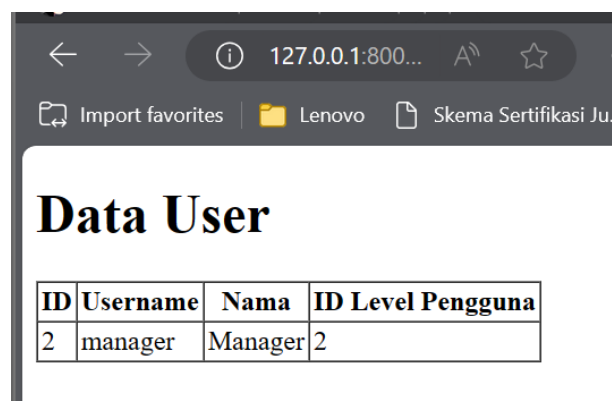 127.0.0.1:800...
Import favorites Lenovo Skema Sertifikasi Ju
Data User
ID Username Nama ID Level Pengguna
2 manager Manager 2